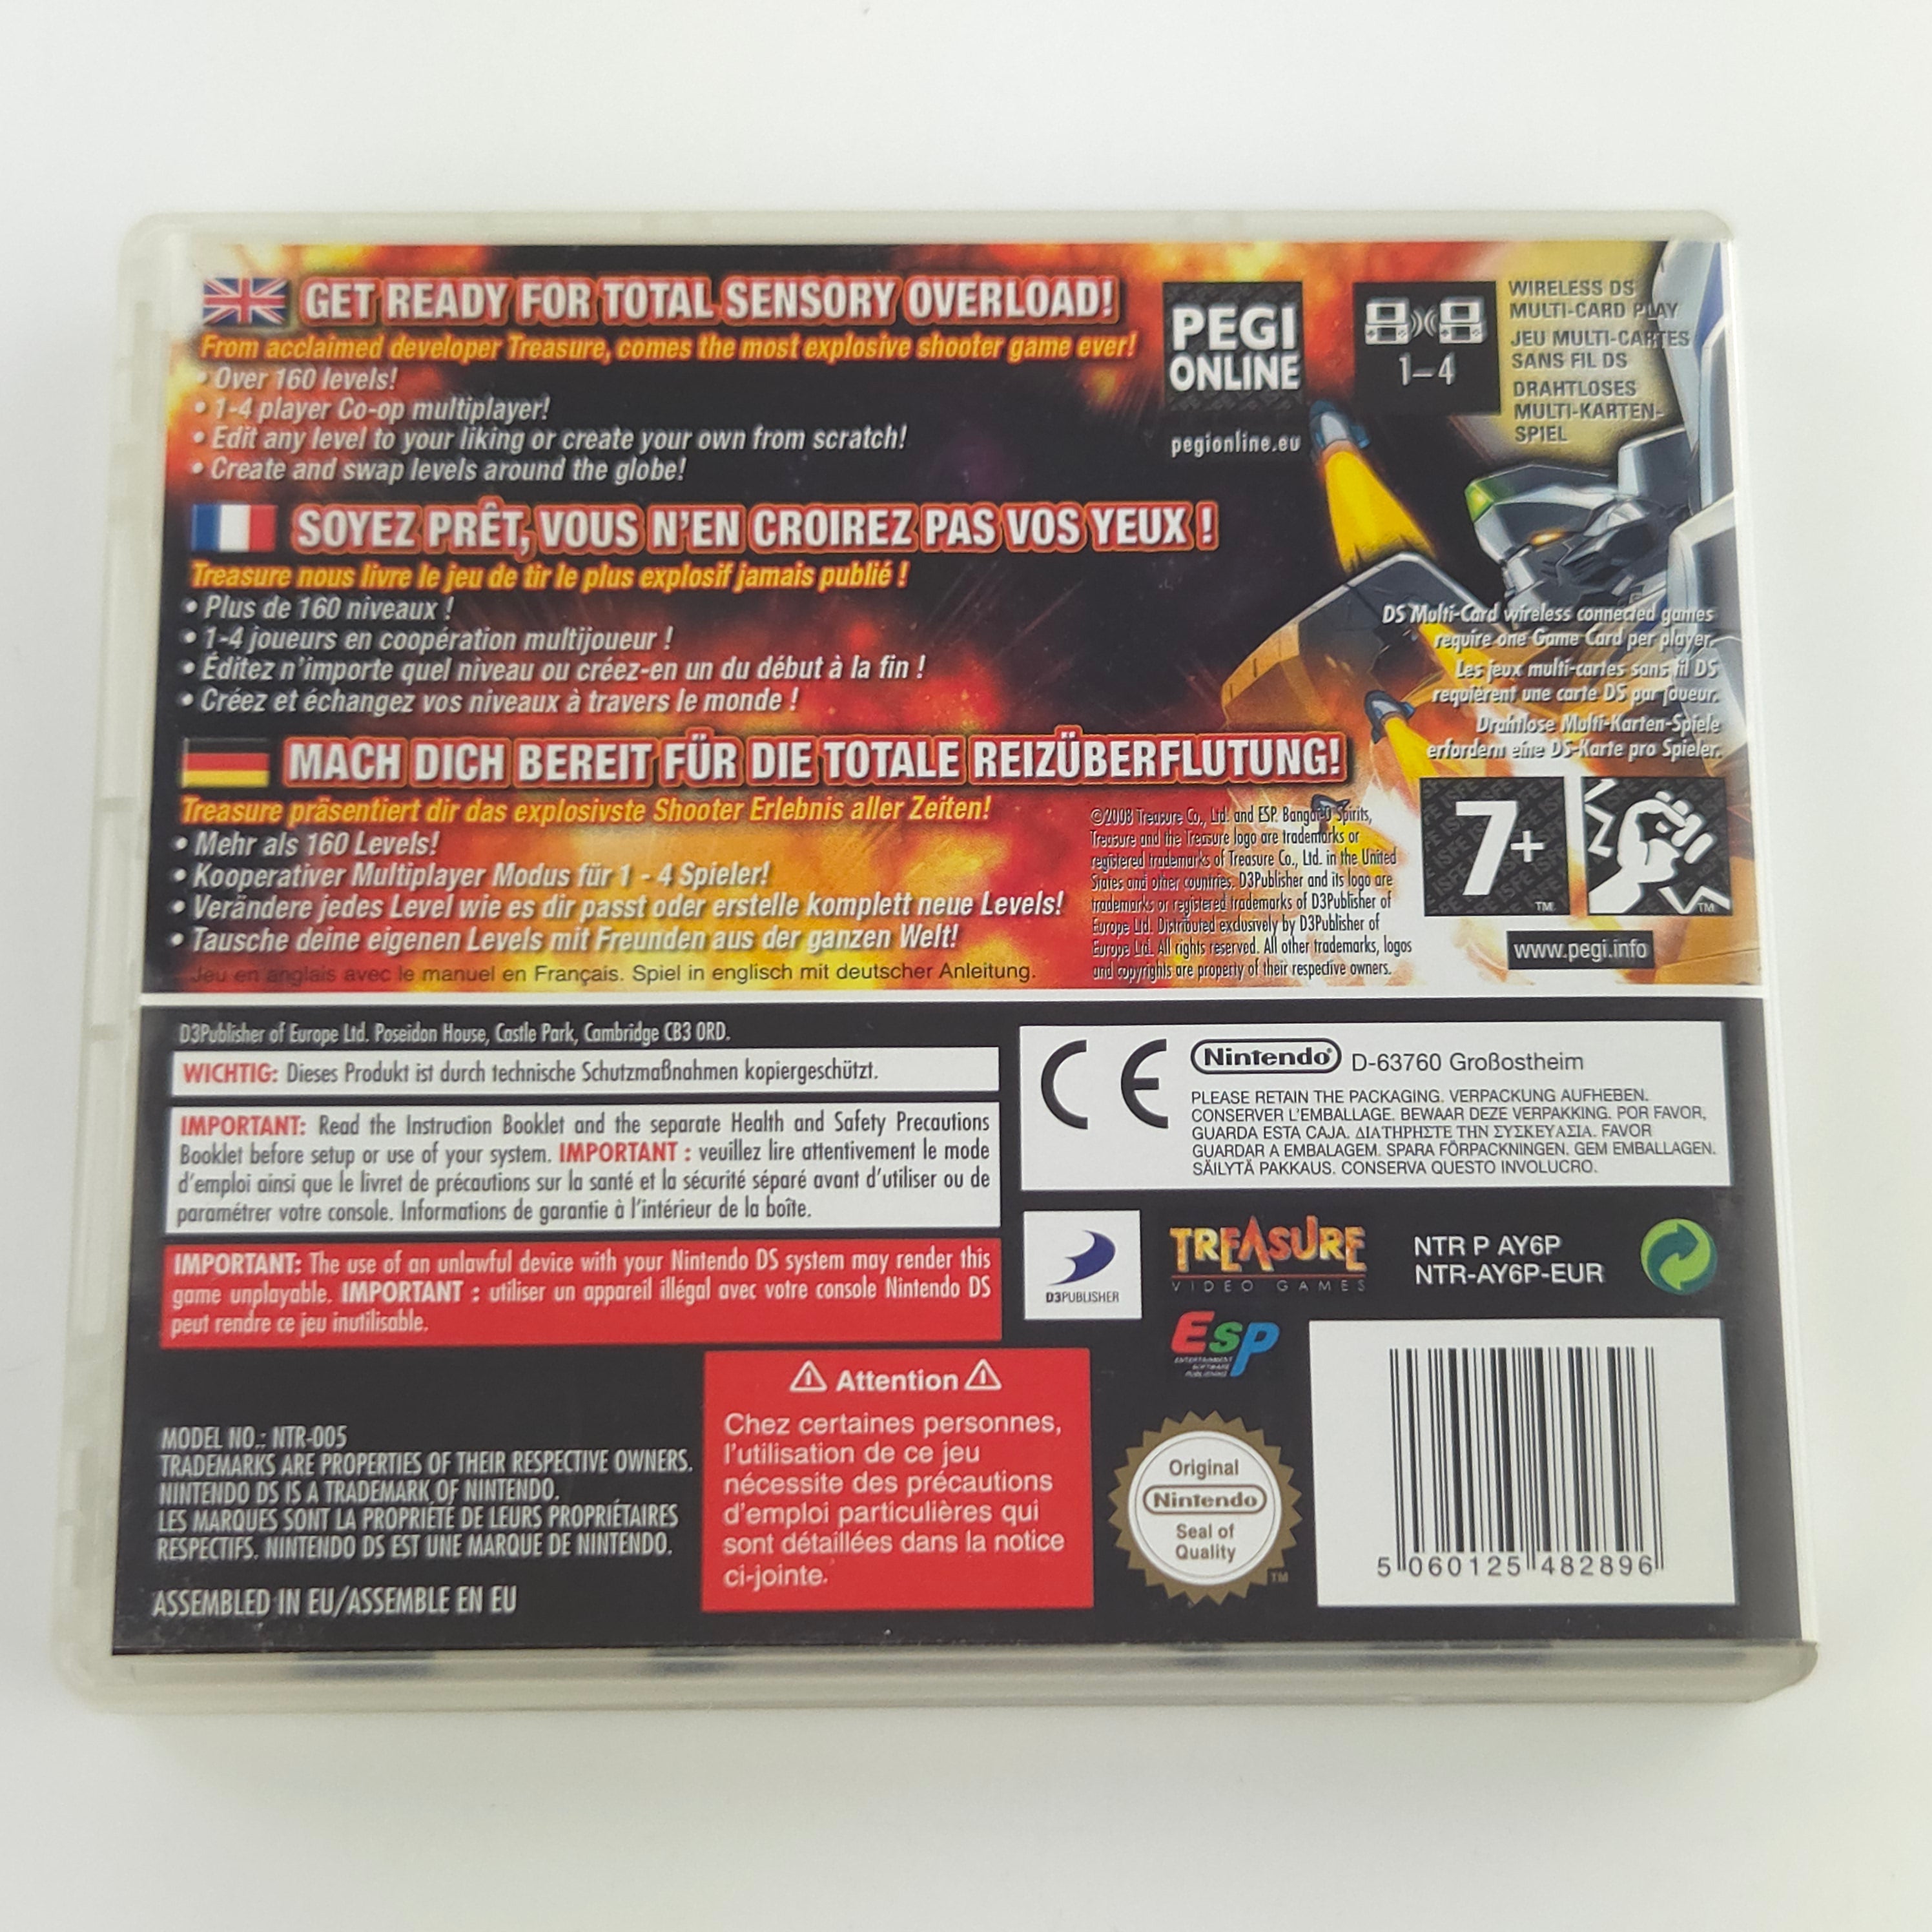 GET READY FOR TOTAL SENSORY OVERLOAD!
From acclaimed developer Treasure, comes the most explosive shooter game ever!
• Over 160 levels!
• 1-4 player Co-op multiplayer!
• Edit any level to your liking or create your own from scratch!
• Create and swap levels around the globe!
PEGI
ONLINE
pegionline.eu
1–4
WIRELESS DS
MULTI-CARD PLAY
JEU MULTI-CARTES
SANS FIL DS
DRAHTLOSES
MULTI-KARTEN-
SPIEL
SOYEZ PRÊT, VOUS N'EN CROIREZ PAS VOS YEUX !
Treasure nous livre le jeu de tir le plus explosif jamais publié !
• Plus de 160 niveaux !
• 1-4 joueurs en coopération multijoueur !
• Éditez n'importe quel niveau ou créez-en un du début à la fin !
• Créez et échangez vos niveaux à travers le monde !
DS Multi-Card wireless connected games
require one Game Card per player.
Les jeux multi-cartes sans fil DS
requièrent une carte DS par joueur.
Drahtlose Multi-Karten-Spiele
erfordern eine DS-Karte pro Spieler.
MACH DICH BEREIT FÜR DIE TOTALE REIZÜBERFLUTUNG!
Treasure präsentiert dir das explosivste Shooter Erlebnis aller Zeiten!
• Mehr als 160 Levels!
• Kooperativer Multiplayer Modus für 1 - 4 Spieler!
• Verändere jedes Level wie es dir passt oder erstelle komplett neue Levels!
• Tausche deine eigenen Levels mit Freunden aus der ganzen Welt!
Jeu en anglais avec le manuel en Français. Spiel in englisch mit deutscher Anleitung.
©2008 Treasure Co., Ltd. and ESP. Bangai-O Spirits,
Treasure and the Treasure logo are trademarks or
registered trademarks of Treasure Co., Ltd. in the United
States and other countries. D3Publisher and its logo are
trademarks or registered trademarks of D3Publisher of
Europe Ltd. Distributed exclusively by D3Publisher of
Europe Ltd. All rights reserved. All other trademarks, logos
and copyrights are property of their respective owners.
7+
TM
TM
www.pegi.info
D3Publisher of Europe Ltd. Poseidon House, Castle Park, Cambridge CB3 0RD.
WICHTIG: Dieses Produkt ist durch technische Schutzmaßnahmen kopiergeschützt.
IMPORTANT: Read the Instruction Booklet and the separate Health and Safety Precautions
Booklet before setup or use of your system. IMPORTANT : veuillez lire attentivement le mode
d'emploi ainsi que le livret de précautions sur la santé et la sécurité séparé avant d'utiliser ou de
paramétrer votre console. Informations de garantie à l'intérieur de la boîte.
IMPORTANT: The use of an unlawful device with your Nintendo DS system may render this
game unplayable. IMPORTANT : utiliser un appareil illégal avec votre console Nintendo DS
peut rendre ce jeu inutilisable.
CE
Nintendo® D-63760 Großostheim
PLEASE RETAIN THE PACKAGING. VERPACKUNG AUFHEBEN.
CONSERVER L'EMBALLAGE. BEWAAR DEZE VERPAKKING. POR FAVOR,
GUARDA ESTA CAJA. ΔΙΑΤΗΡΗΣΤΕ ΤΗΝ ΣΥΣΚΕΥΑΣΙΑ. FAVOR
GUARDAR A EMBALAGEM. SPARA FÖRPACKNINGEN. GEM EMBALLAGEN.
SÄILYTÄ PAKKAUS. CONSERVA QUESTO INVOLUCRO.
D3PUBLISHER
TREASURE
VIDEO GAMES
NTR P AY6P
NTR-AY6P-EUR
ESP
ENTERTAINMENT
SOFTWARE
PUBLISHING
MODEL NO.: NTR-005
TRADEMARKS ARE PROPERTIES OF THEIR RESPECTIVE OWNERS.
NINTENDO DS IS A TRADEMARK OF NINTENDO.
LES MARQUES SONT LA PROPRIÉTÉ DE LEURS PROPRIÉTAIRES
RESPECTIFS. NINTENDO DS EST UNE MARQUE DE NINTENDO.
ASSEMBLED IN EU/ASSEMBLE EN EU
Attention
Chez certaines personnes,
l'utilisation de ce jeu
nécessite des précautions
d'emploi particulières qui
sont détaillées dans la notice
ci-jointe.
Original
Nintendo
Seal of
Quality
TM
5 060125 482896